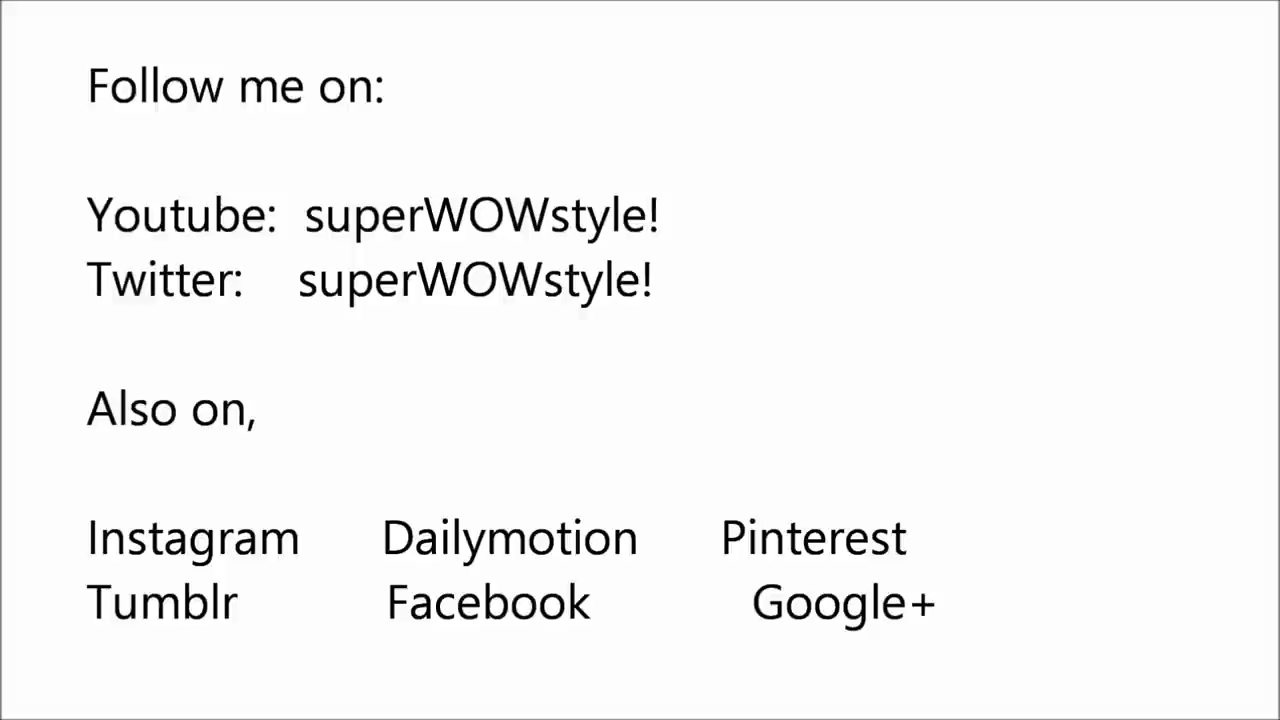 Follow me on:
Youtube: superWOWstyle!
Twitter: superWOWstyle!
Also on,
Instagram Dailymotion Pinterest
Tumblr Facebook Google+